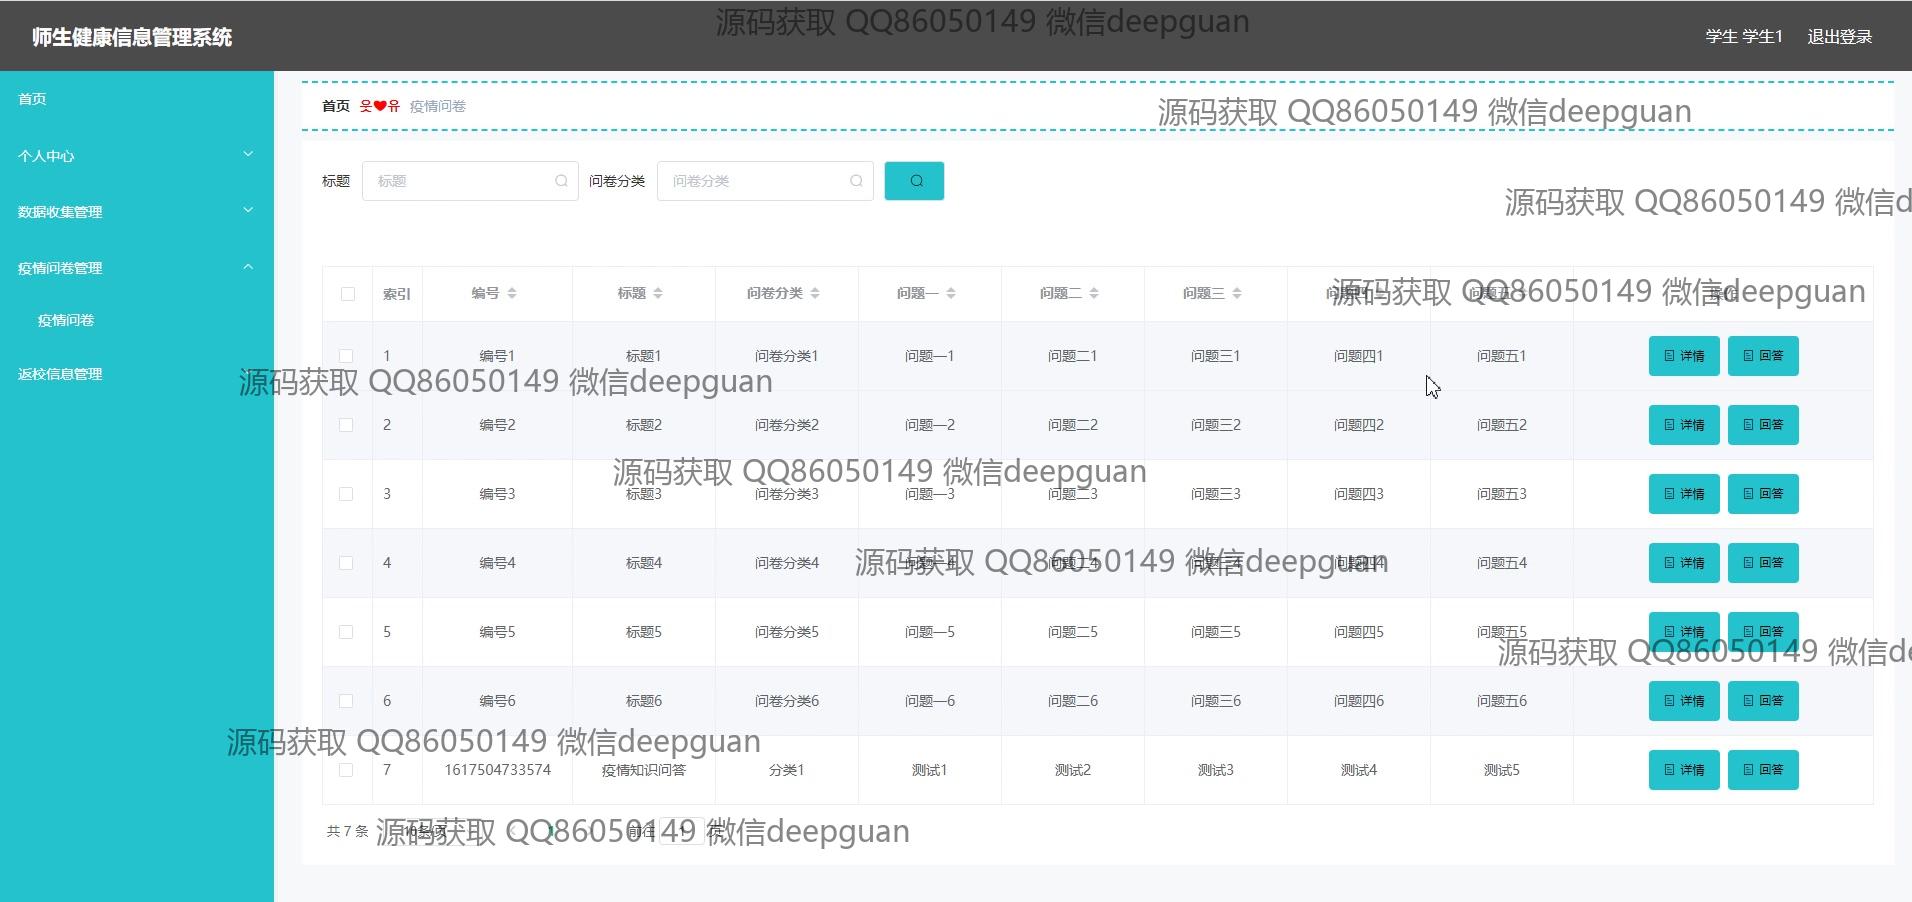 源码获取 QQ86050149 微信deepguan
师生健康信息管理系统 学生 学生1 退出登录
首页
首页 웃❤유 疫情问卷
源码获取 QQ86050149 微信deepguan
个人中心
标题 标题 问卷分类 问卷分类
源码获取 QQ86050149 微信d
数据收集管理
疫情问卷管理
索引 编号 标题 问卷分类 问题一 问题二 问题三 问题四 问题五 操作
源码获取 QQ86050149 微信deepguan
疫情问卷
1 编号1 标题1 问卷分类1 问题一1 问题二1 问题三1 问题四1 问题五1 详情 回答
返校信息管理
源码获取 QQ86050149 微信deepguan
2 编号2 标题2 问卷分类2 问题一2 问题二2 问题三2 问题四2 问题五2 详情 回答
源码获取 QQ86050149 微信deepguan
3 编号3 标题3 问卷分类3 问题一3 问题二3 问题三3 问题四3 问题五3 详情 回答
源码获取 QQ86050149 微信deepguan
4 编号4 标题4 问卷分类4 问题一4 问题二4 问题三4 问题四4 问题五4 详情 回答
5 编号5 标题5 问卷分类5 问题一5 问题二5 问题三5 问题四5 问题五5 详情 回答
源码获取 QQ86050149 微信de
6 编号6 标题6 问卷分类6 问题一6 问题二6 问题三6 问题四6 问题五6 详情 回答
源码获取 QQ86050149 微信deepguan
7 1617504733574 疫情知识问答 分类1 测试1 测试2 测试3 测试4 测试5 详情 回答
共 7 条 10条/页 1 前往 1 页
源码获取 QQ86050149 微信deepguan